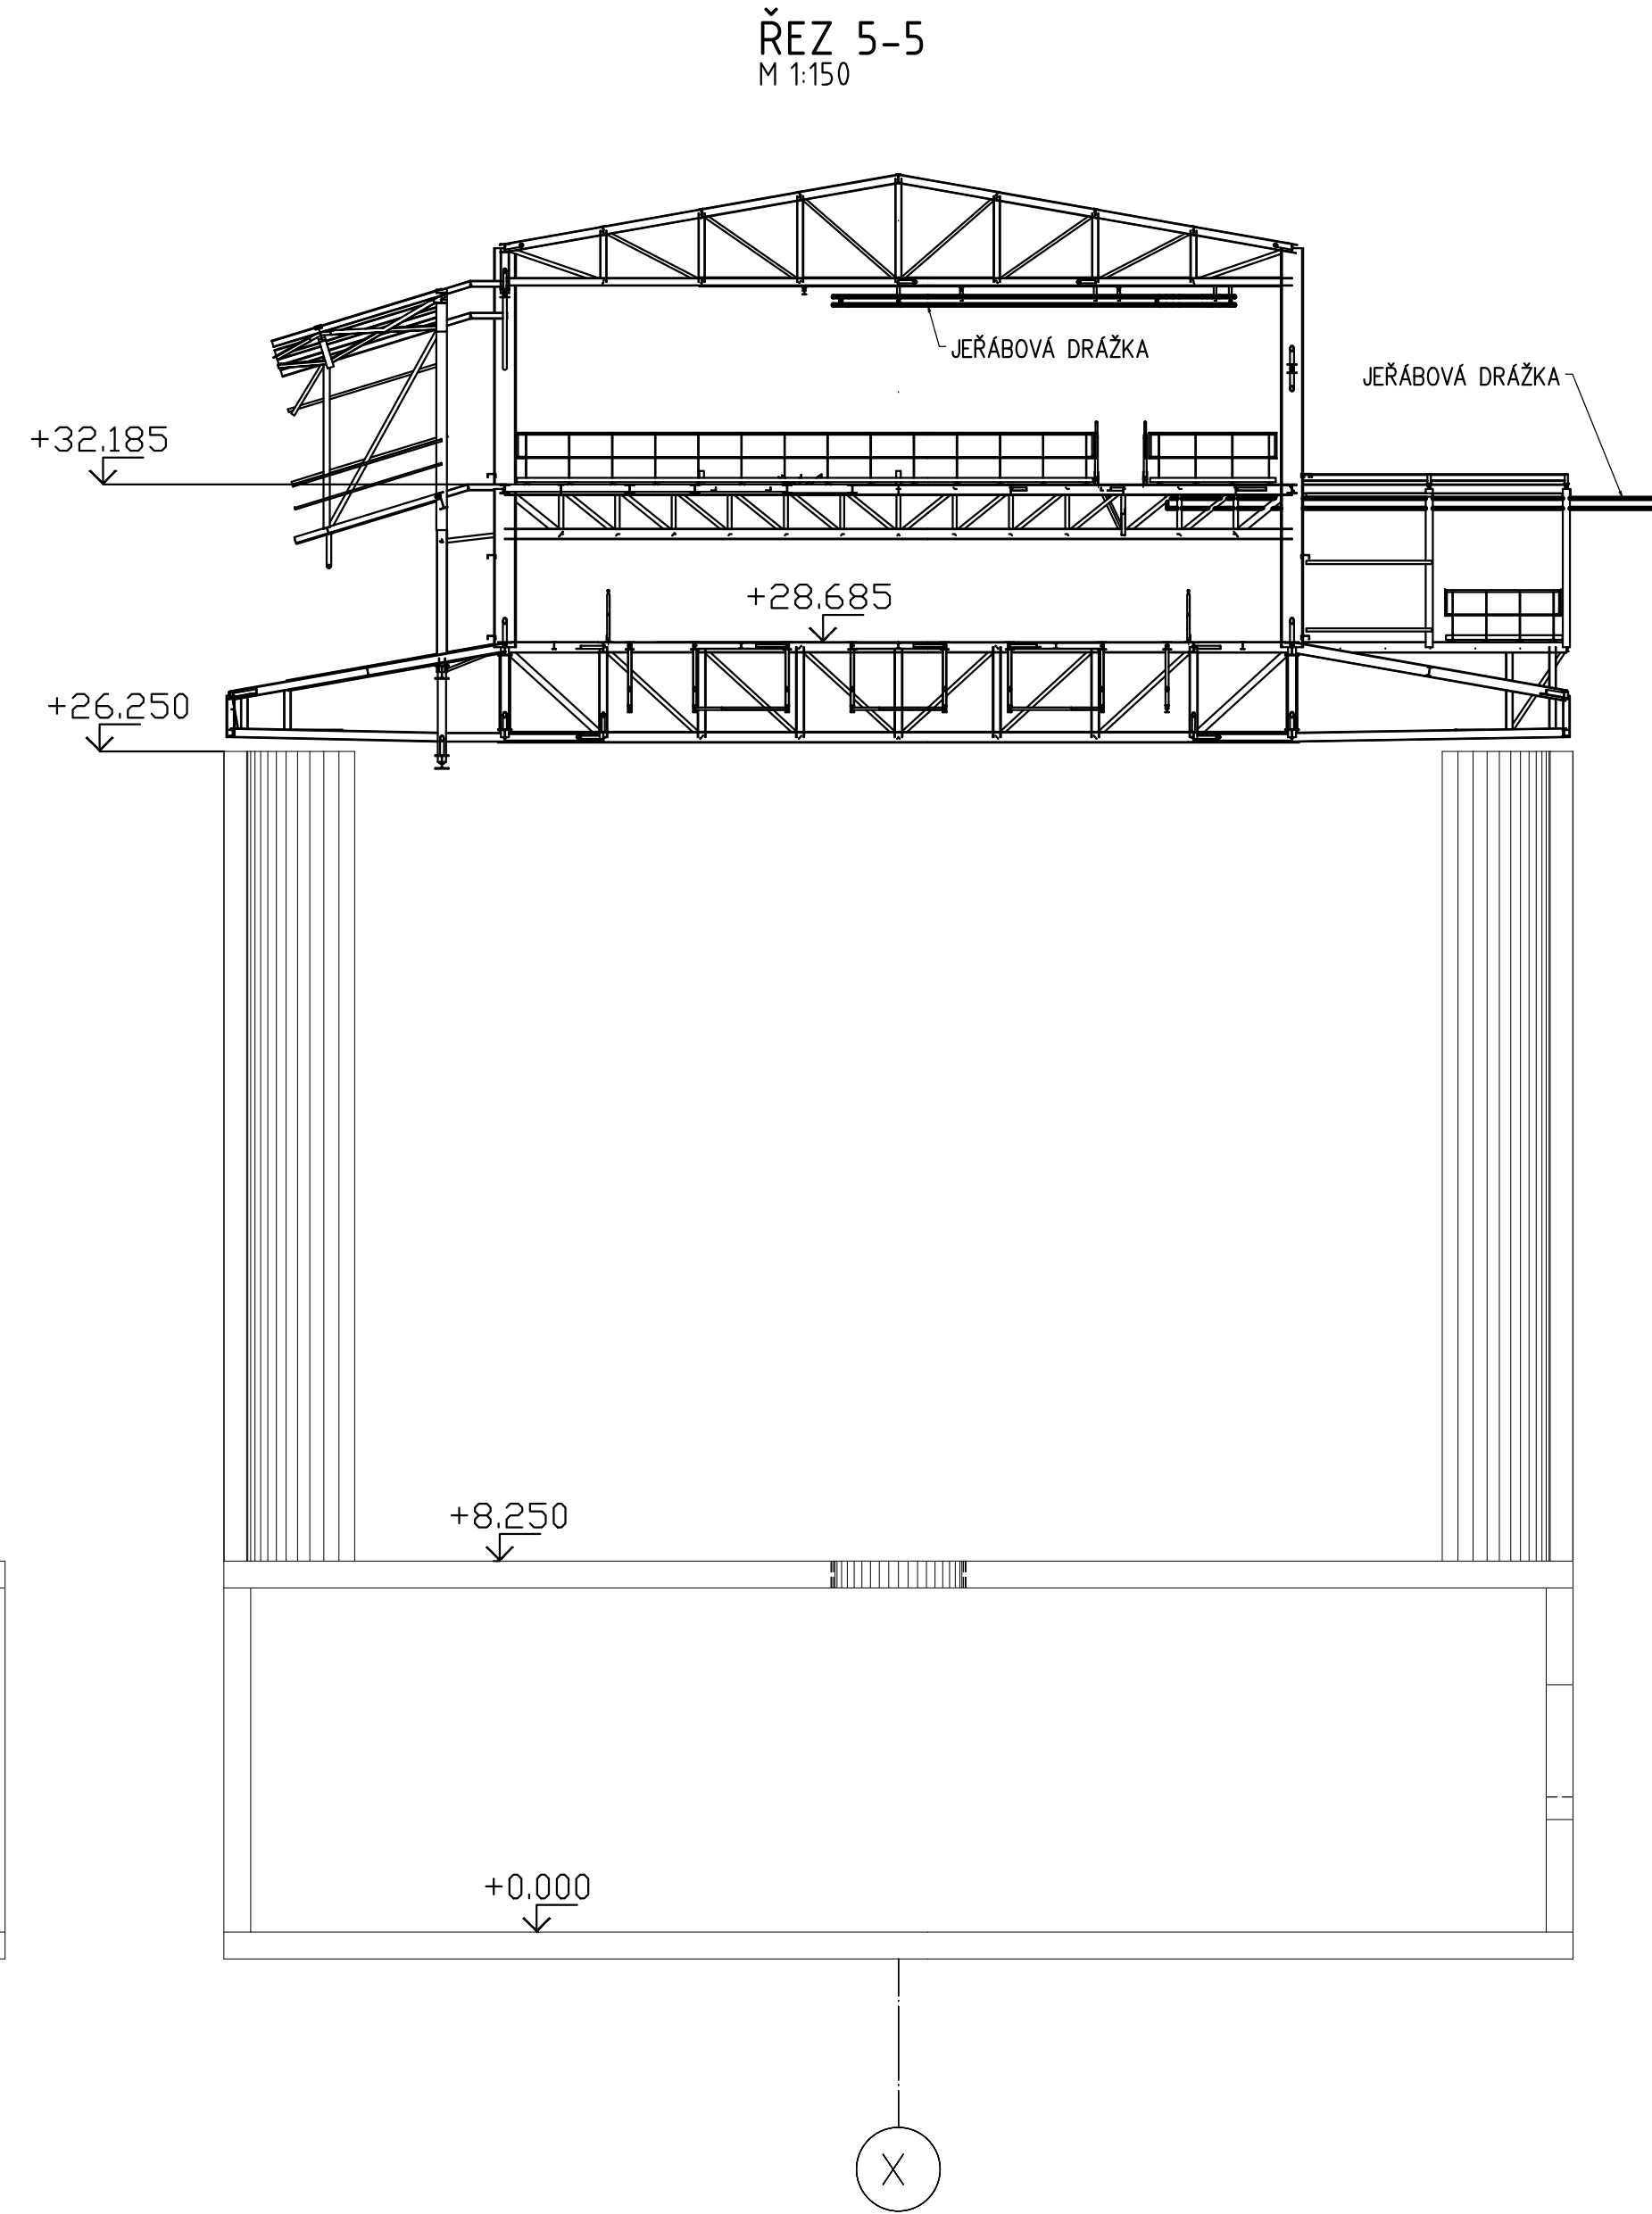 ŘEZ 5-5
M 1:150
JEŘÁBOVÁ DRÁŽKA
JEŘÁBOVÁ DRÁŽKA
+32.185
+28.685
+26.250
+8.250
+0.000
X